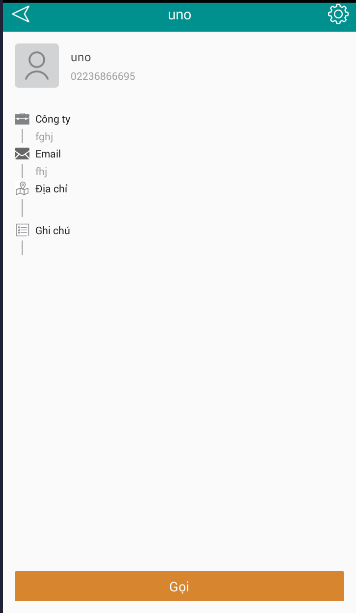 uno
uno
02236866695
Công ty
fghj
Email
fhj
Địa chỉ
Ghi chú
Gọi